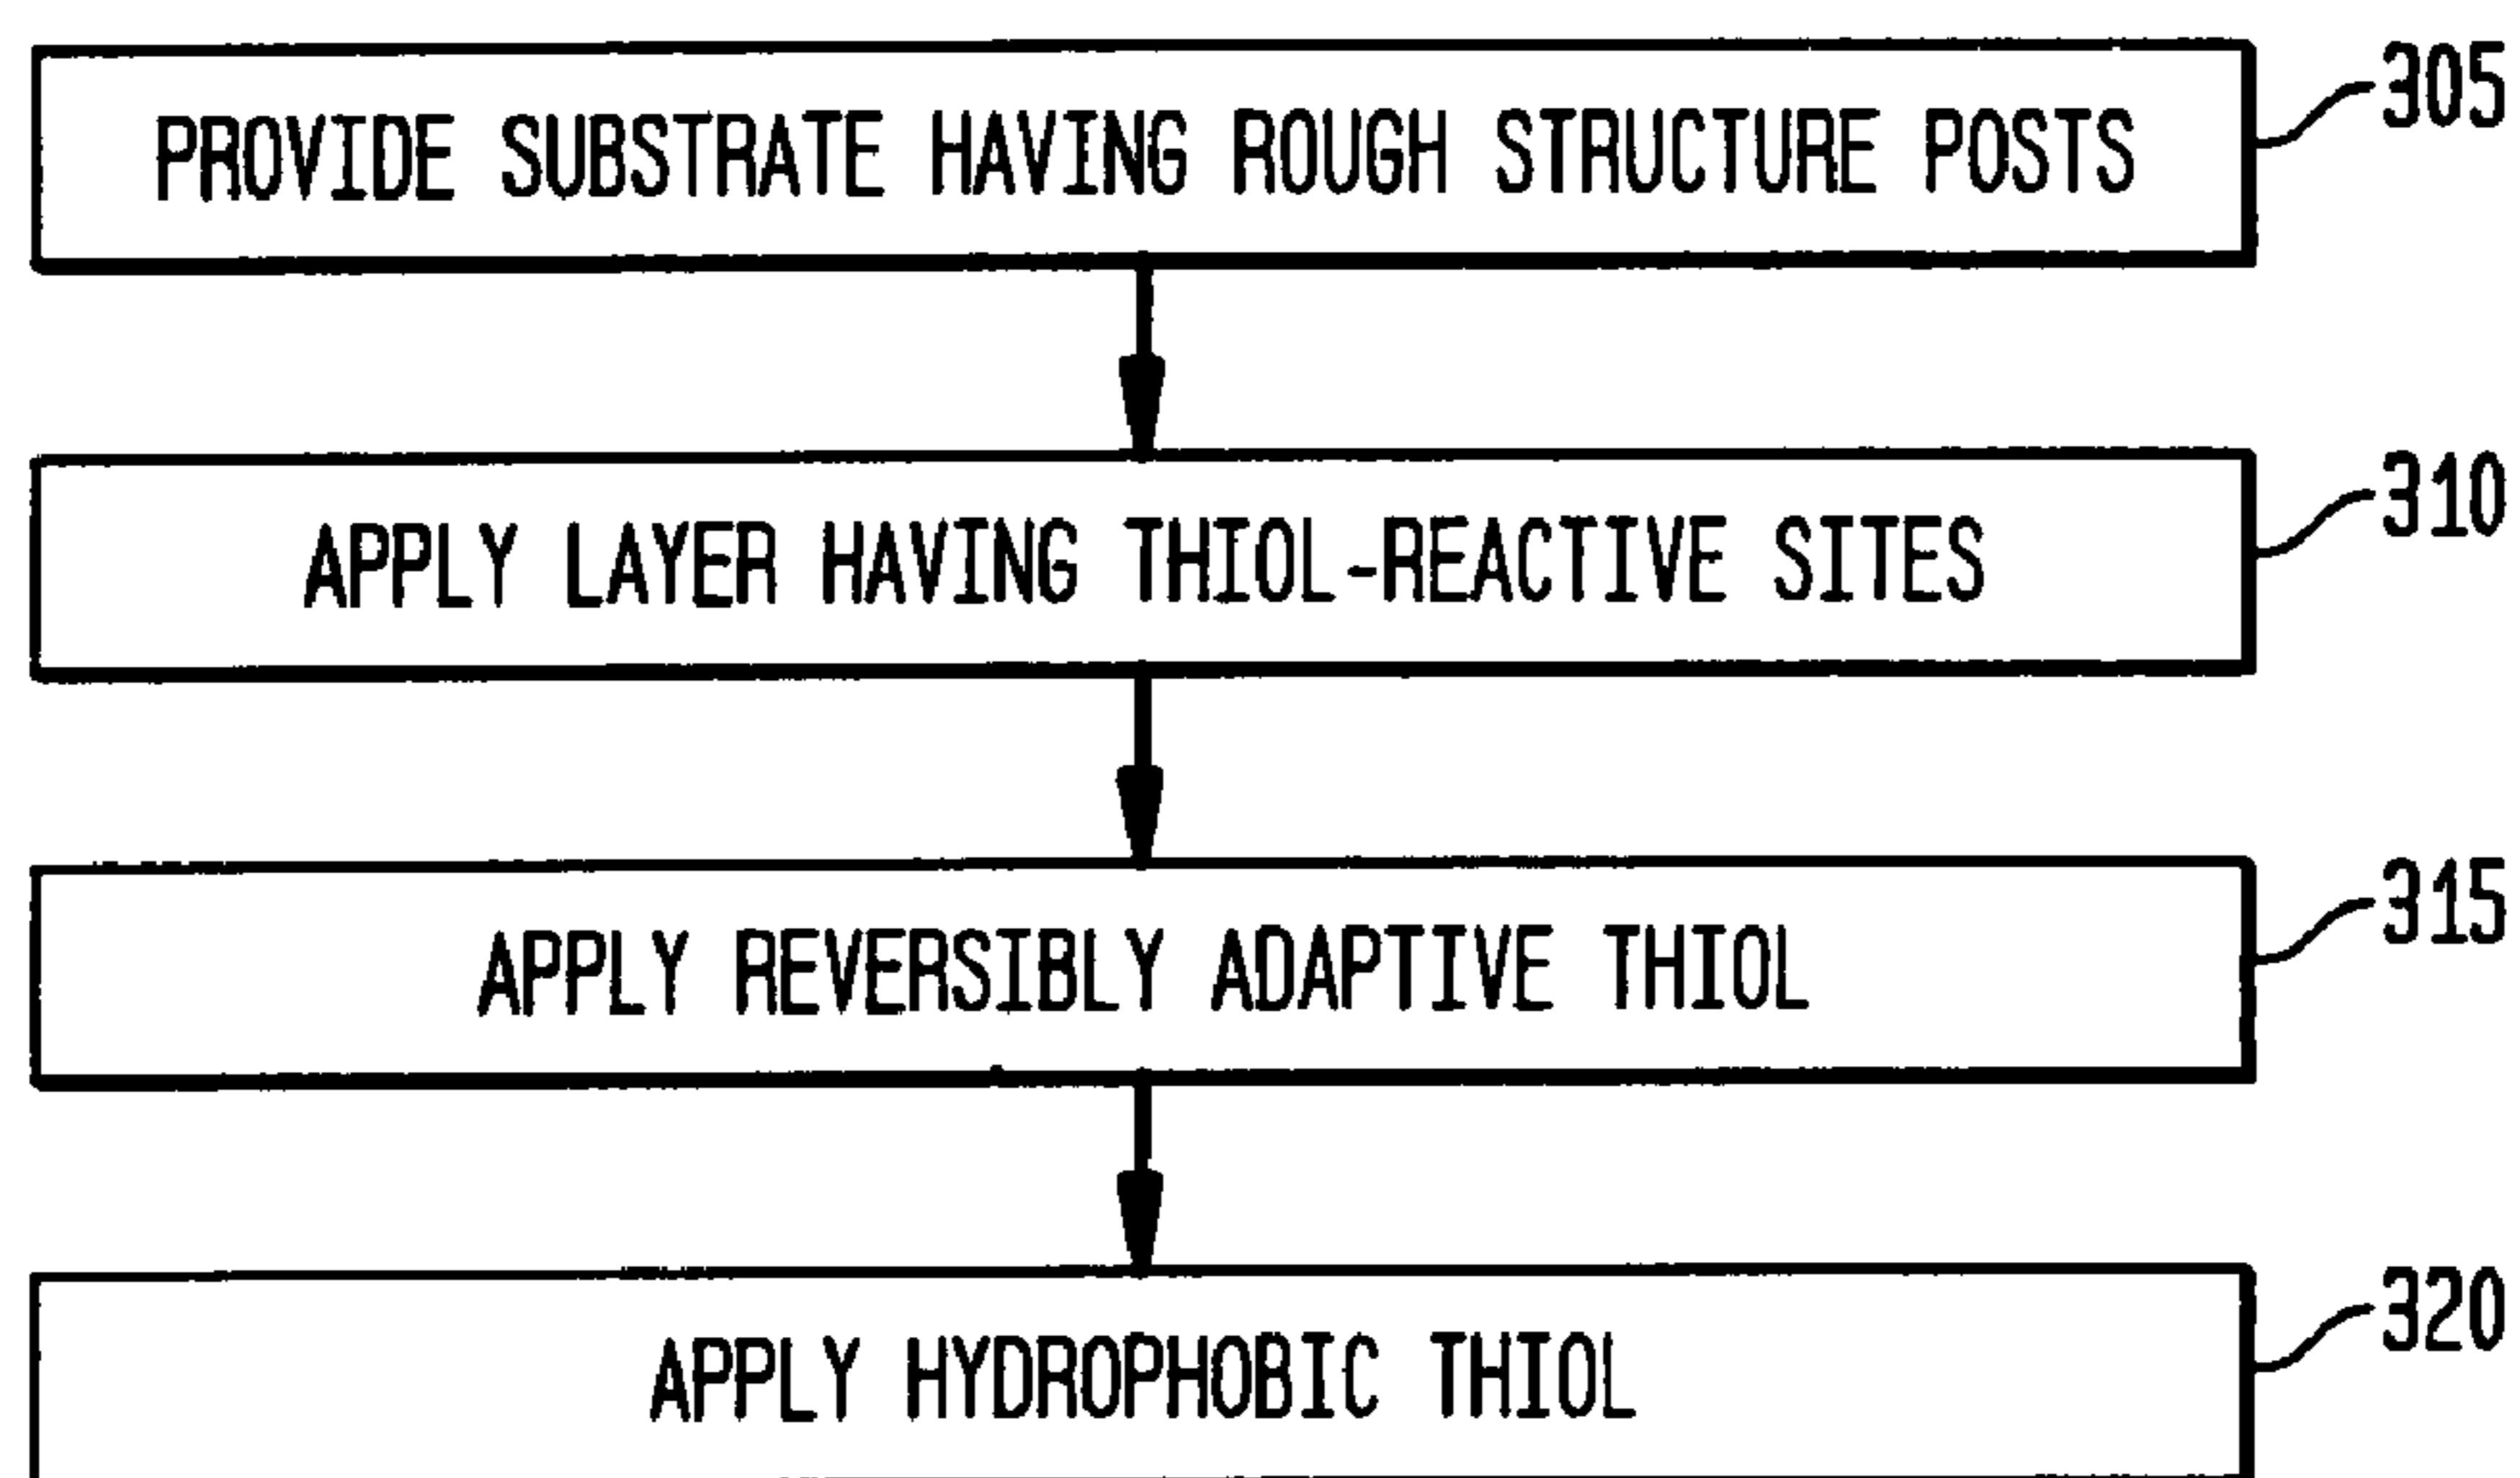 PROVIDE SUBSTRATE HAVING ROUGH STRUCTURE POSTS
305
APPLY LAYER HAVING THIOL-REACTIVE SITES
310
APPLY REVERSIBLY ADAPTIVE THIOL
315
APPLY HYDROPHOBIC THIOL
320